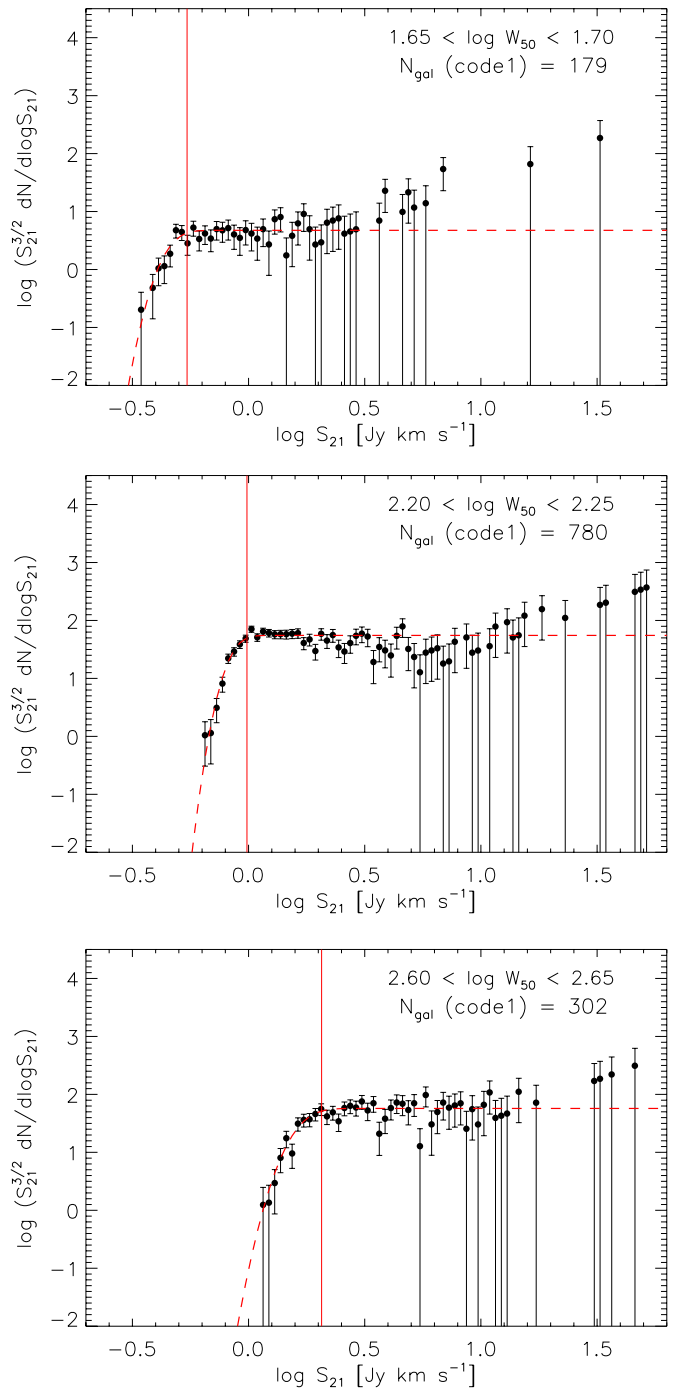 1.65 < log W₅₀ < 1.70
N_gal (code1) = 179
4
3
2
1
0
−1
−2
log (S₂₁^3/2 dN/dlogS₂₁)
−0.5 0.0 0.5 1.0 1.5
log S₂₁ [Jy km s⁻¹]
2.20 < log W₅₀ < 2.25
N_gal (code1) = 780
4
3
2
1
0
−1
−2
log (S₂₁^3/2 dN/dlogS₂₁)
−0.5 0.0 0.5 1.0 1.5
log S₂₁ [Jy km s⁻¹]
2.60 < log W₅₀ < 2.65
N_gal (code1) = 302
4
3
2
1
0
−1
−2
log (S₂₁^3/2 dN/dlogS₂₁)
−0.5 0.0 0.5 1.0 1.5
log S₂₁ [Jy km s⁻¹]